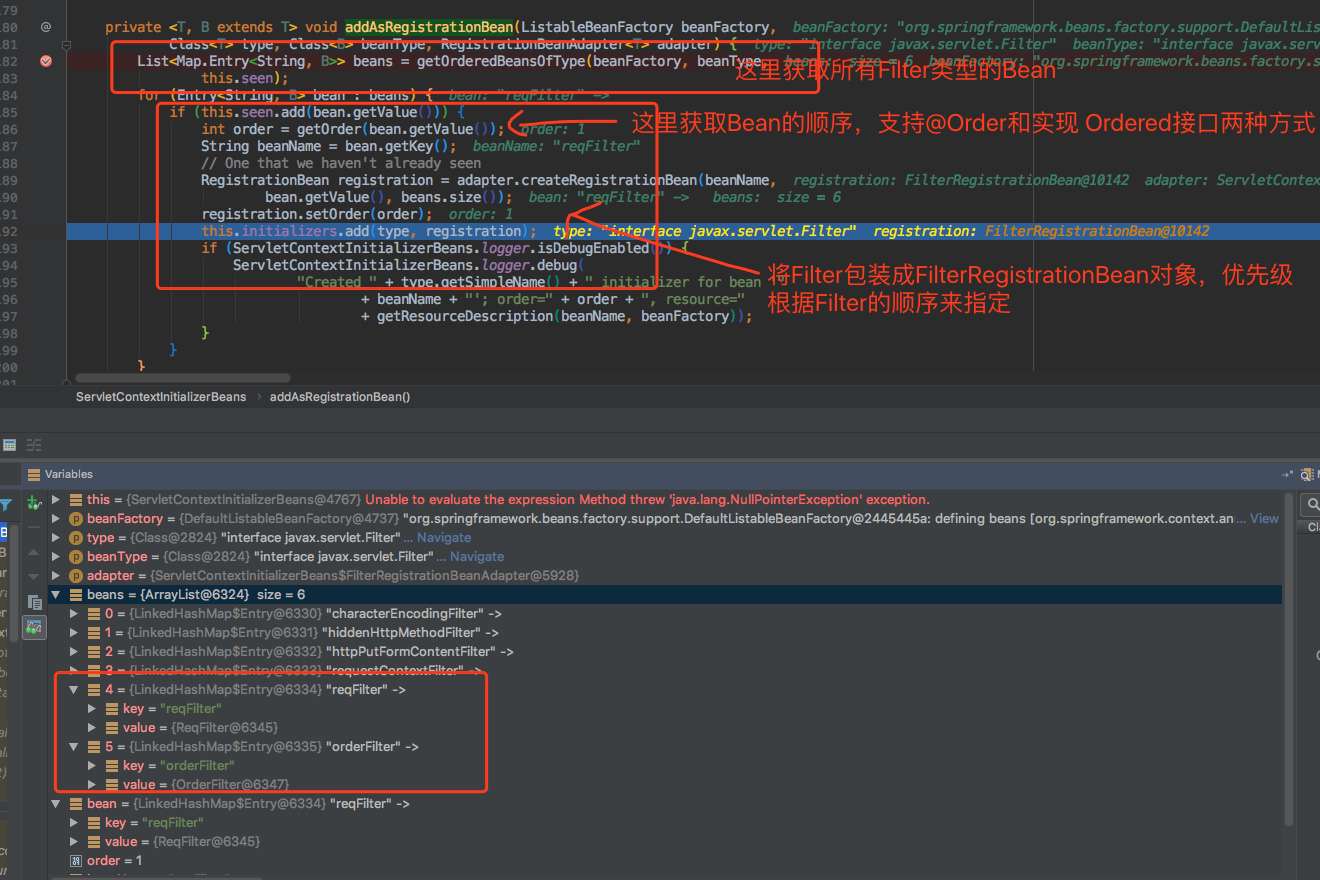 79
80 @ private <T, B extends T> void addAsRegistrationBean(ListableBeanFactory beanFactory, beanFactory: "org.springframework.beans.factory.support.DefaultLis
81 Class<T> type, Class<B> beanType, RegistrationBeanAdapter<T> adapter) { type: "interface javax.servlet.Filter" beanType: "interface javax.serv
82 List<Map.Entry<String, B>> beans = getOrderedBeansOfType(beanFactory, beanType, beans: size = 6 beanFactory: "org.springframework.beans.factory.s
这里获取所有Filter类型的Bean
83 this.seen);
84 for (Entry<String, B> bean : beans) { bean: "reqFilter" ->
85 if (this.seen.add(bean.getValue())) {
86 int order = getOrder(bean.getValue()); order: 1
这里获取Bean的顺序，支持@Order和实现 Ordered接口两种方式
87 String beanName = bean.getKey(); beanName: "reqFilter"
88 // One that we haven't already seen
89 RegistrationBean registration = adapter.createRegistrationBean(beanName, registration: FilterRegistrationBean@10142 adapter: ServletContex
90 bean.getValue(), beans.size()); bean: "reqFilter" -> beans: size = 6
91 registration.setOrder(order); order: 1
92 this.initializers.add(type, registration); type: "interface javax.servlet.Filter" registration: FilterRegistrationBean@10142
93 if (ServletContextInitializerBeans.logger.isDebugEnabled()) {
94 ServletContextInitializerBeans.logger.debug(
将Filter包装成FilterRegistrationBean对象，优先级
根据Filter的顺序来指定
95 "Created " + type.getSimpleName() + " initializer for bean '"
96 + beanName + "'; order=" + order + ", resource="
97 + getResourceDescription(beanName, beanFactory));
98 }
99 }
200 }
201
ServletContextInitializerBeans › addAsRegistrationBean()
Variables
this = {ServletContextInitializerBeans@4767} Unable to evaluate the expression Method threw 'java.lang.NullPointerException' exception.
beanFactory = {DefaultListableBeanFactory@4737} "org.springframework.beans.factory.support.DefaultListableBeanFactory@2445445a: defining beans [org.springframework.context.an ... View
type = {Class@2824} "interface javax.servlet.Filter" ... Navigate
beanType = {Class@2824} "interface javax.servlet.Filter" ... Navigate
adapter = {ServletContextInitializerBeans$FilterRegistrationBeanAdapter@5928}
beans = {ArrayList@6324} size = 6
0 = {LinkedHashMap$Entry@6330} "characterEncodingFilter" ->
1 = {LinkedHashMap$Entry@6331} "hiddenHttpMethodFilter" ->
2 = {LinkedHashMap$Entry@6332} "httpPutFormContentFilter" ->
3 = {LinkedHashMap$Entry@6333} "requestContextFilter" ->
4 = {LinkedHashMap$Entry@6334} "reqFilter" ->
key = "reqFilter"
value = {ReqFilter@6345}
5 = {LinkedHashMap$Entry@6335} "orderFilter" ->
key = "orderFilter"
value = {OrderFilter@6347}
bean = {LinkedHashMap$Entry@6334} "reqFilter" ->
key = "reqFilter"
value = {ReqFilter@6345}
order = 1